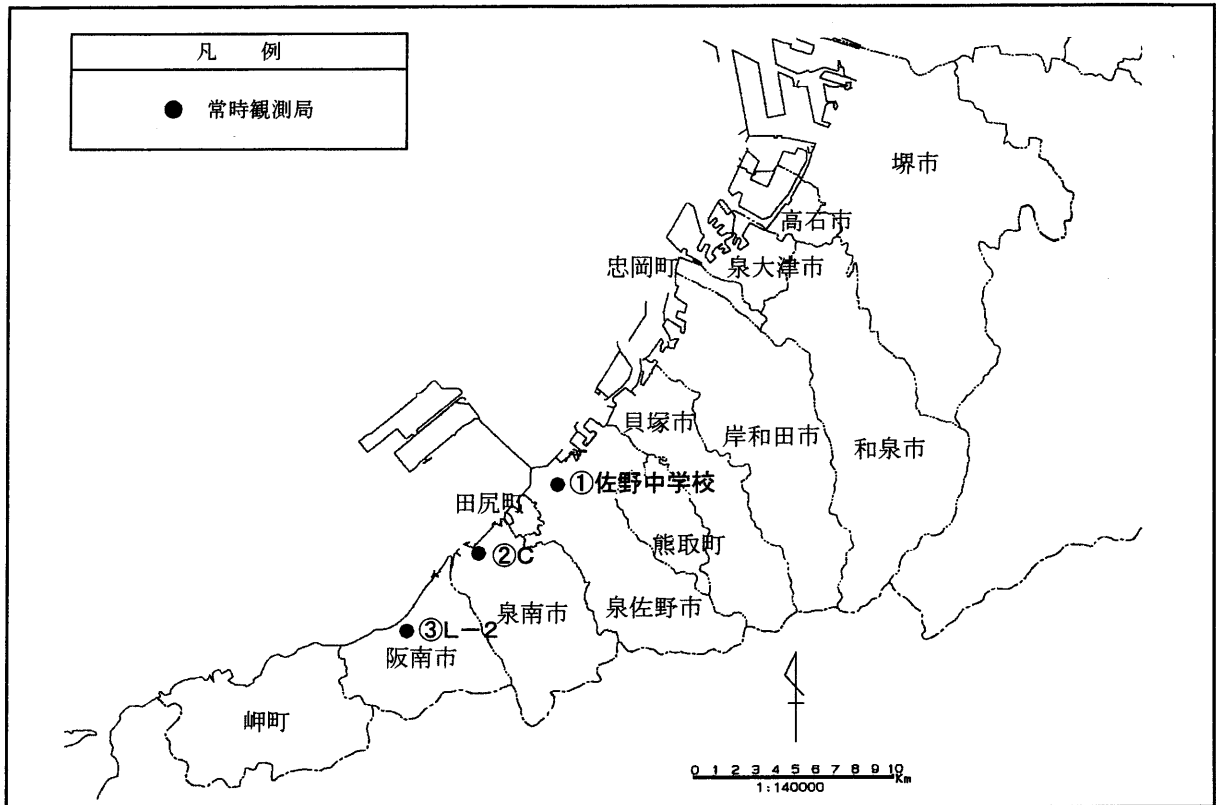 凡 例
● 常時観測局
堺市
高石市
忠岡町
泉大津市
貝塚市
岸和田市
和泉市
①佐野中学校
田尻町
②C
熊取町
泉南市
泉佐野市
③L-2
阪南市
岬町
0 1 2 3 4 5 6 7 8 9 10
Km
1:140000